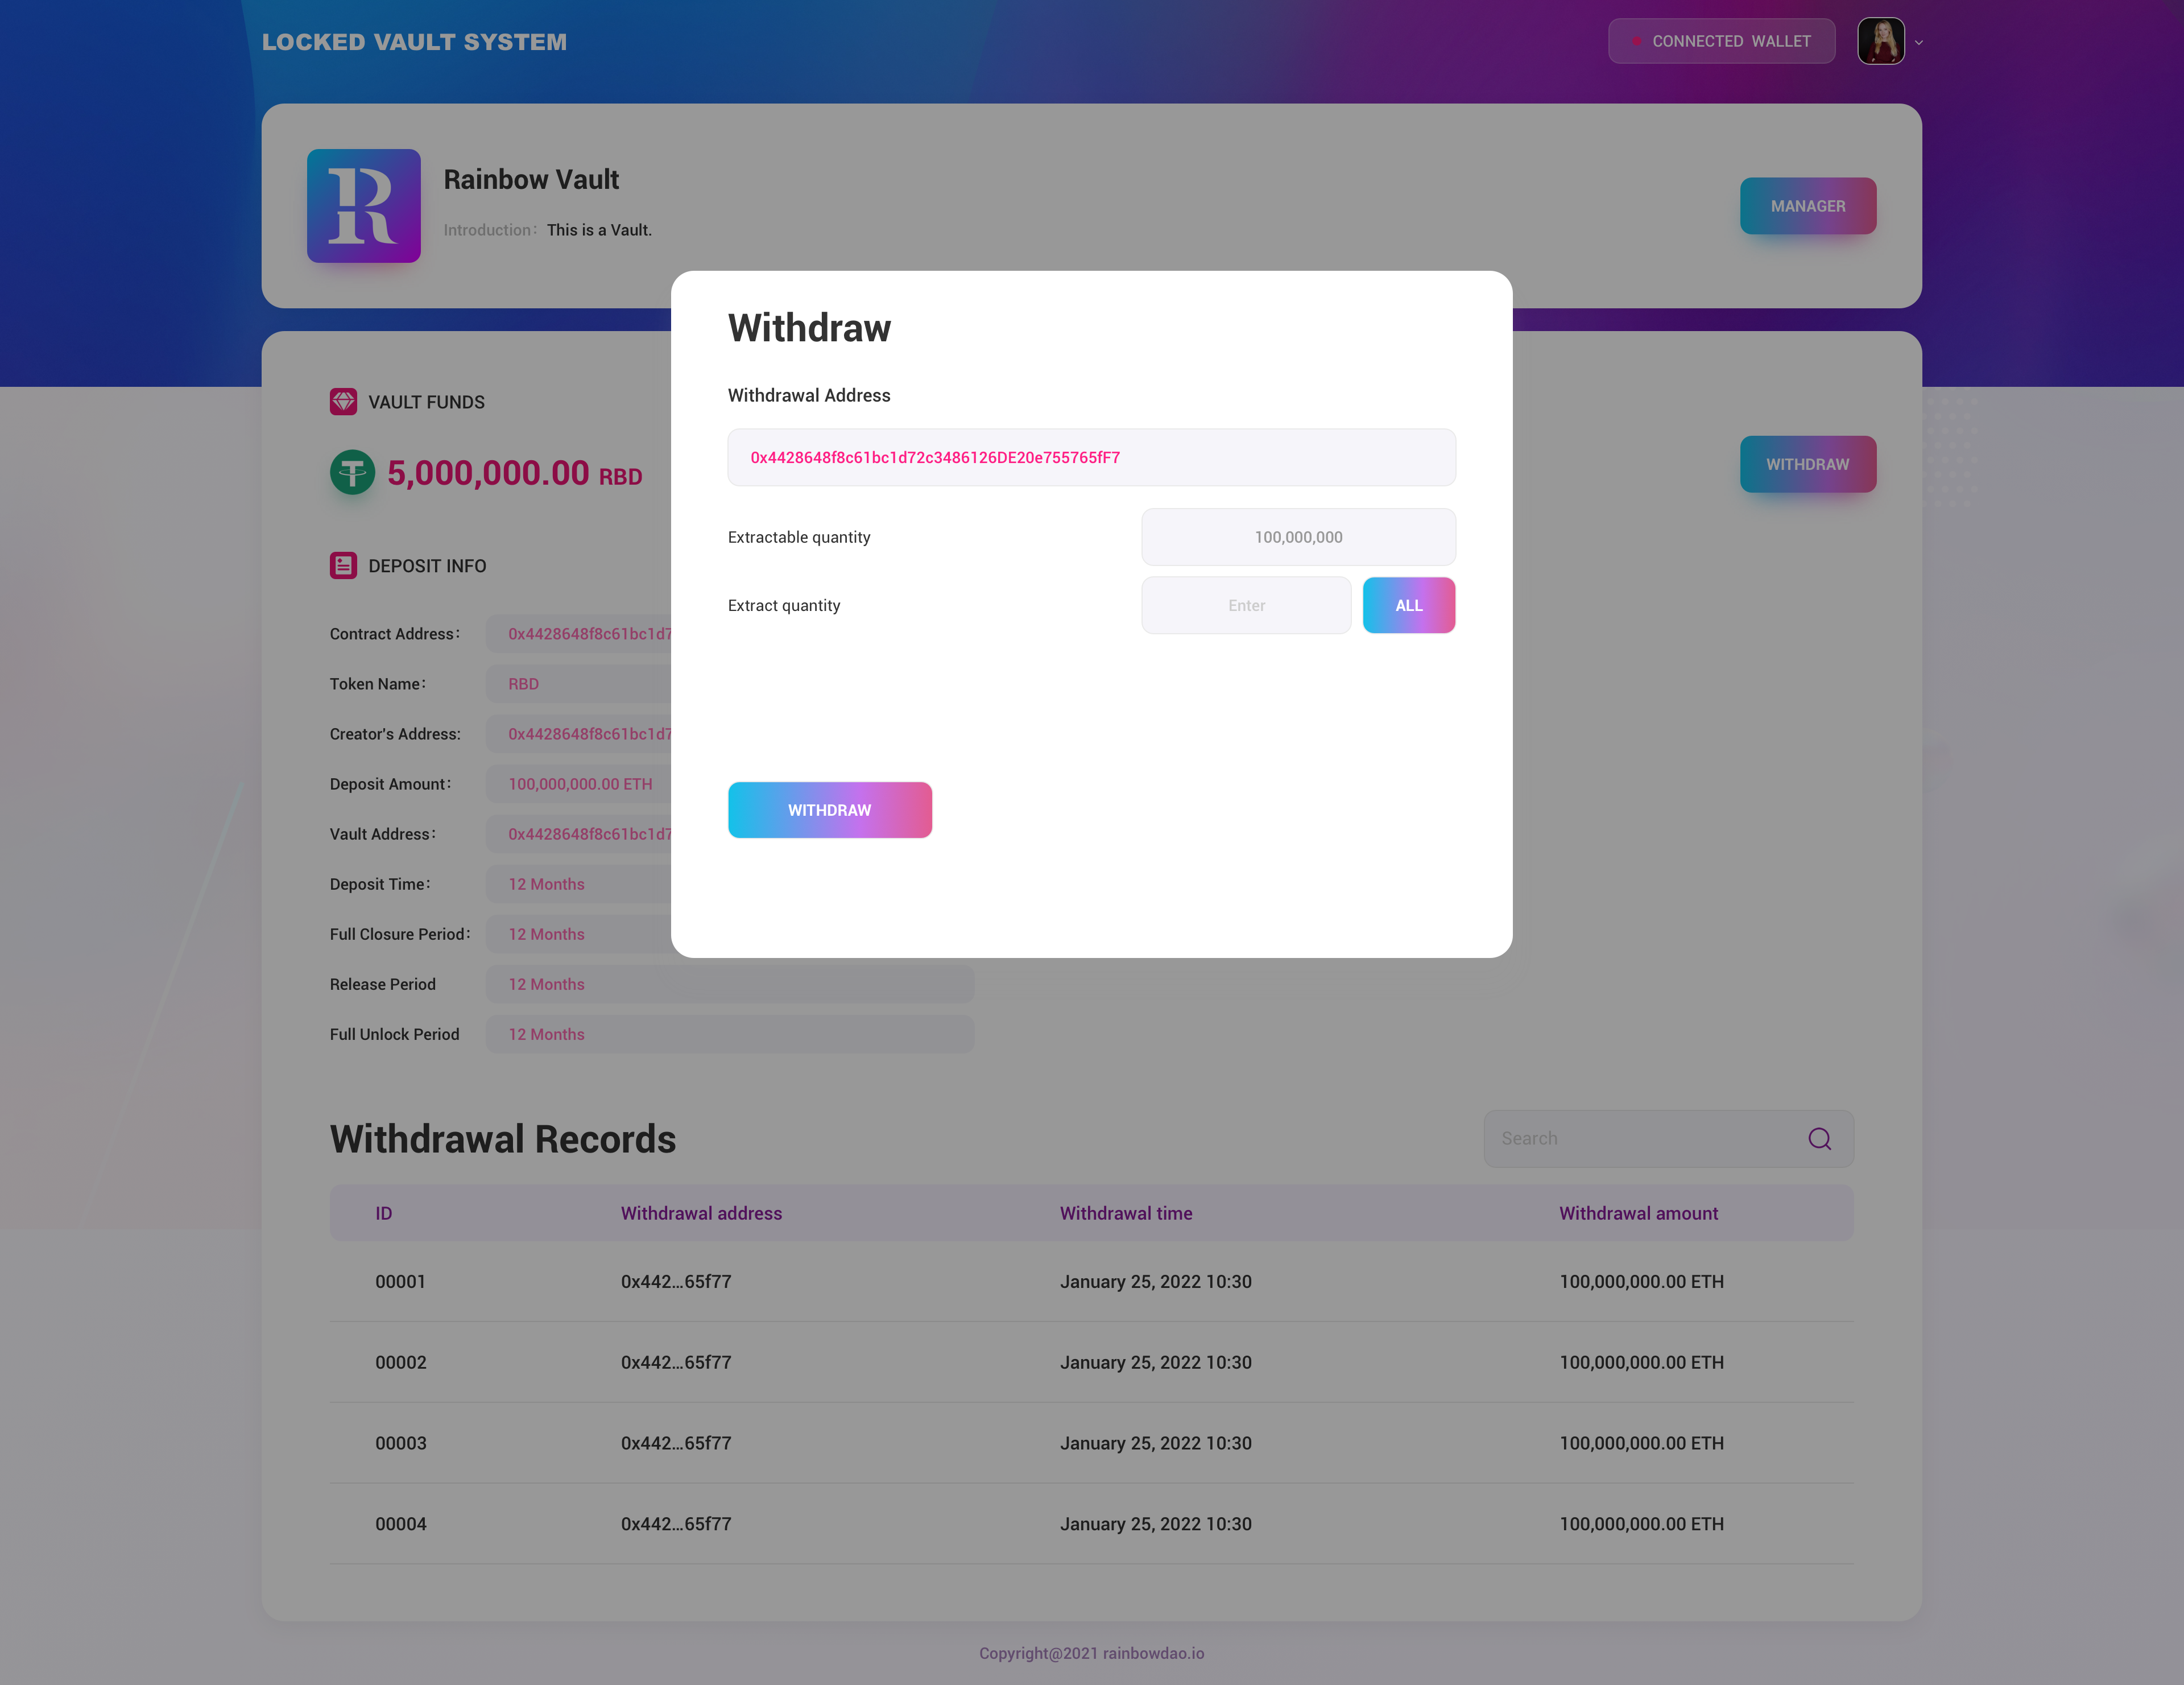 LOCKED VAULT SYSTEM
CONNECTED WALLET
R
Rainbow Vault
Introduction: This is a Vault.
MANAGER
Withdraw
Withdrawal Address
0x4428648f8c61bc1d72c3486126DE20e755765fF7
Extractable quantity 100,000,000
Extract quantity Enter ALL
WITHDRAW
VAULT FUNDS
5,000,000.00 RBD
WITHDRAW
DEPOSIT INFO
Contract Address: 0x4428648f8c61bc1d7
Token Name: RBD
Creator's Address: 0x4428648f8c61bc1d7
Deposit Amount: 100,000,000.00 ETH
Vault Address: 0x4428648f8c61bc1d7
Deposit Time: 12 Months
Full Closure Period: 12 Months
Release Period 12 Months
Full Unlock Period 12 Months
Withdrawal Records
Search
ID Withdrawal address Withdrawal time Withdrawal amount
00001 0x442...65f77 January 25, 2022 10:30 100,000,000.00 ETH
00002 0x442...65f77 January 25, 2022 10:30 100,000,000.00 ETH
00003 0x442...65f77 January 25, 2022 10:30 100,000,000.00 ETH
00004 0x442...65f77 January 25, 2022 10:30 100,000,000.00 ETH
Copyright@2021 rainbowdao.io